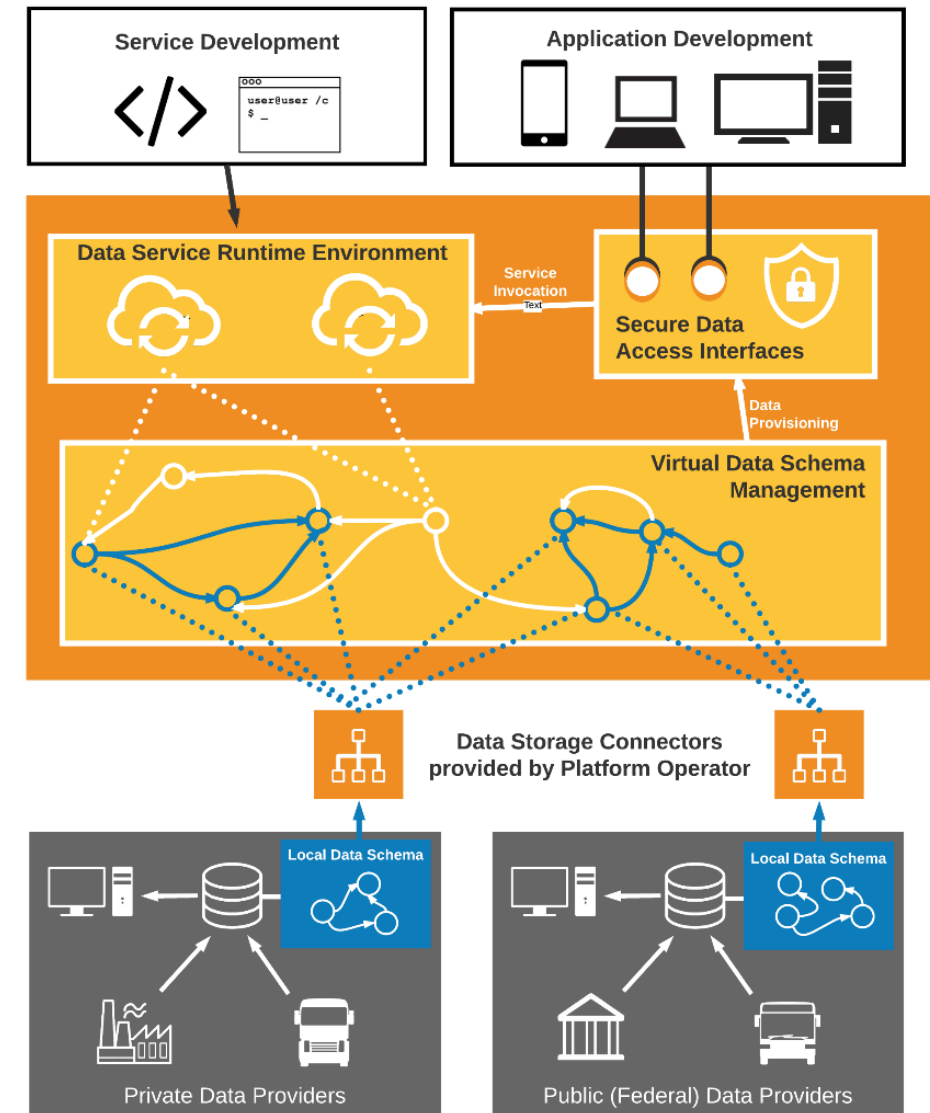 Service Development
Application Development
user@user /c
$ _
Data Service Runtime Environment
Service
Invocation
Text
Secure Data
Access Interfaces
Data
Provisioning
Virtual Data Schema
Management
Data Storage Connectors
provided by Platform Operator
Local Data Schema
Local Data Schema
Private Data Providers
Public (Federal) Data Providers